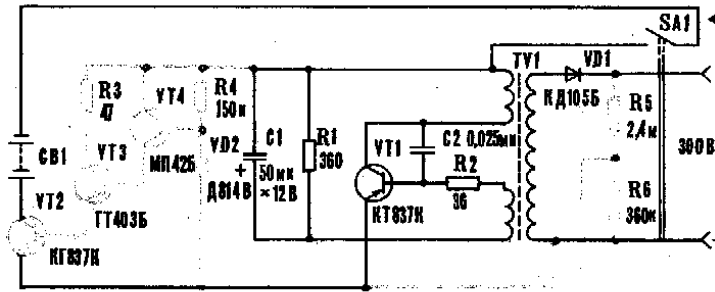 SA1
TV1
VD1
R3
47
VT4
R4
150к
C1
R1
360
VT1
C2 0,025мк
КД105Б
R5
2,4м
GB1
VT3
МП42Б
VD2
Д814В
+
50мк
×12В
R2
36
300В
VT2
ГТ403Б
КТ837К
R6
360к
КТ837К